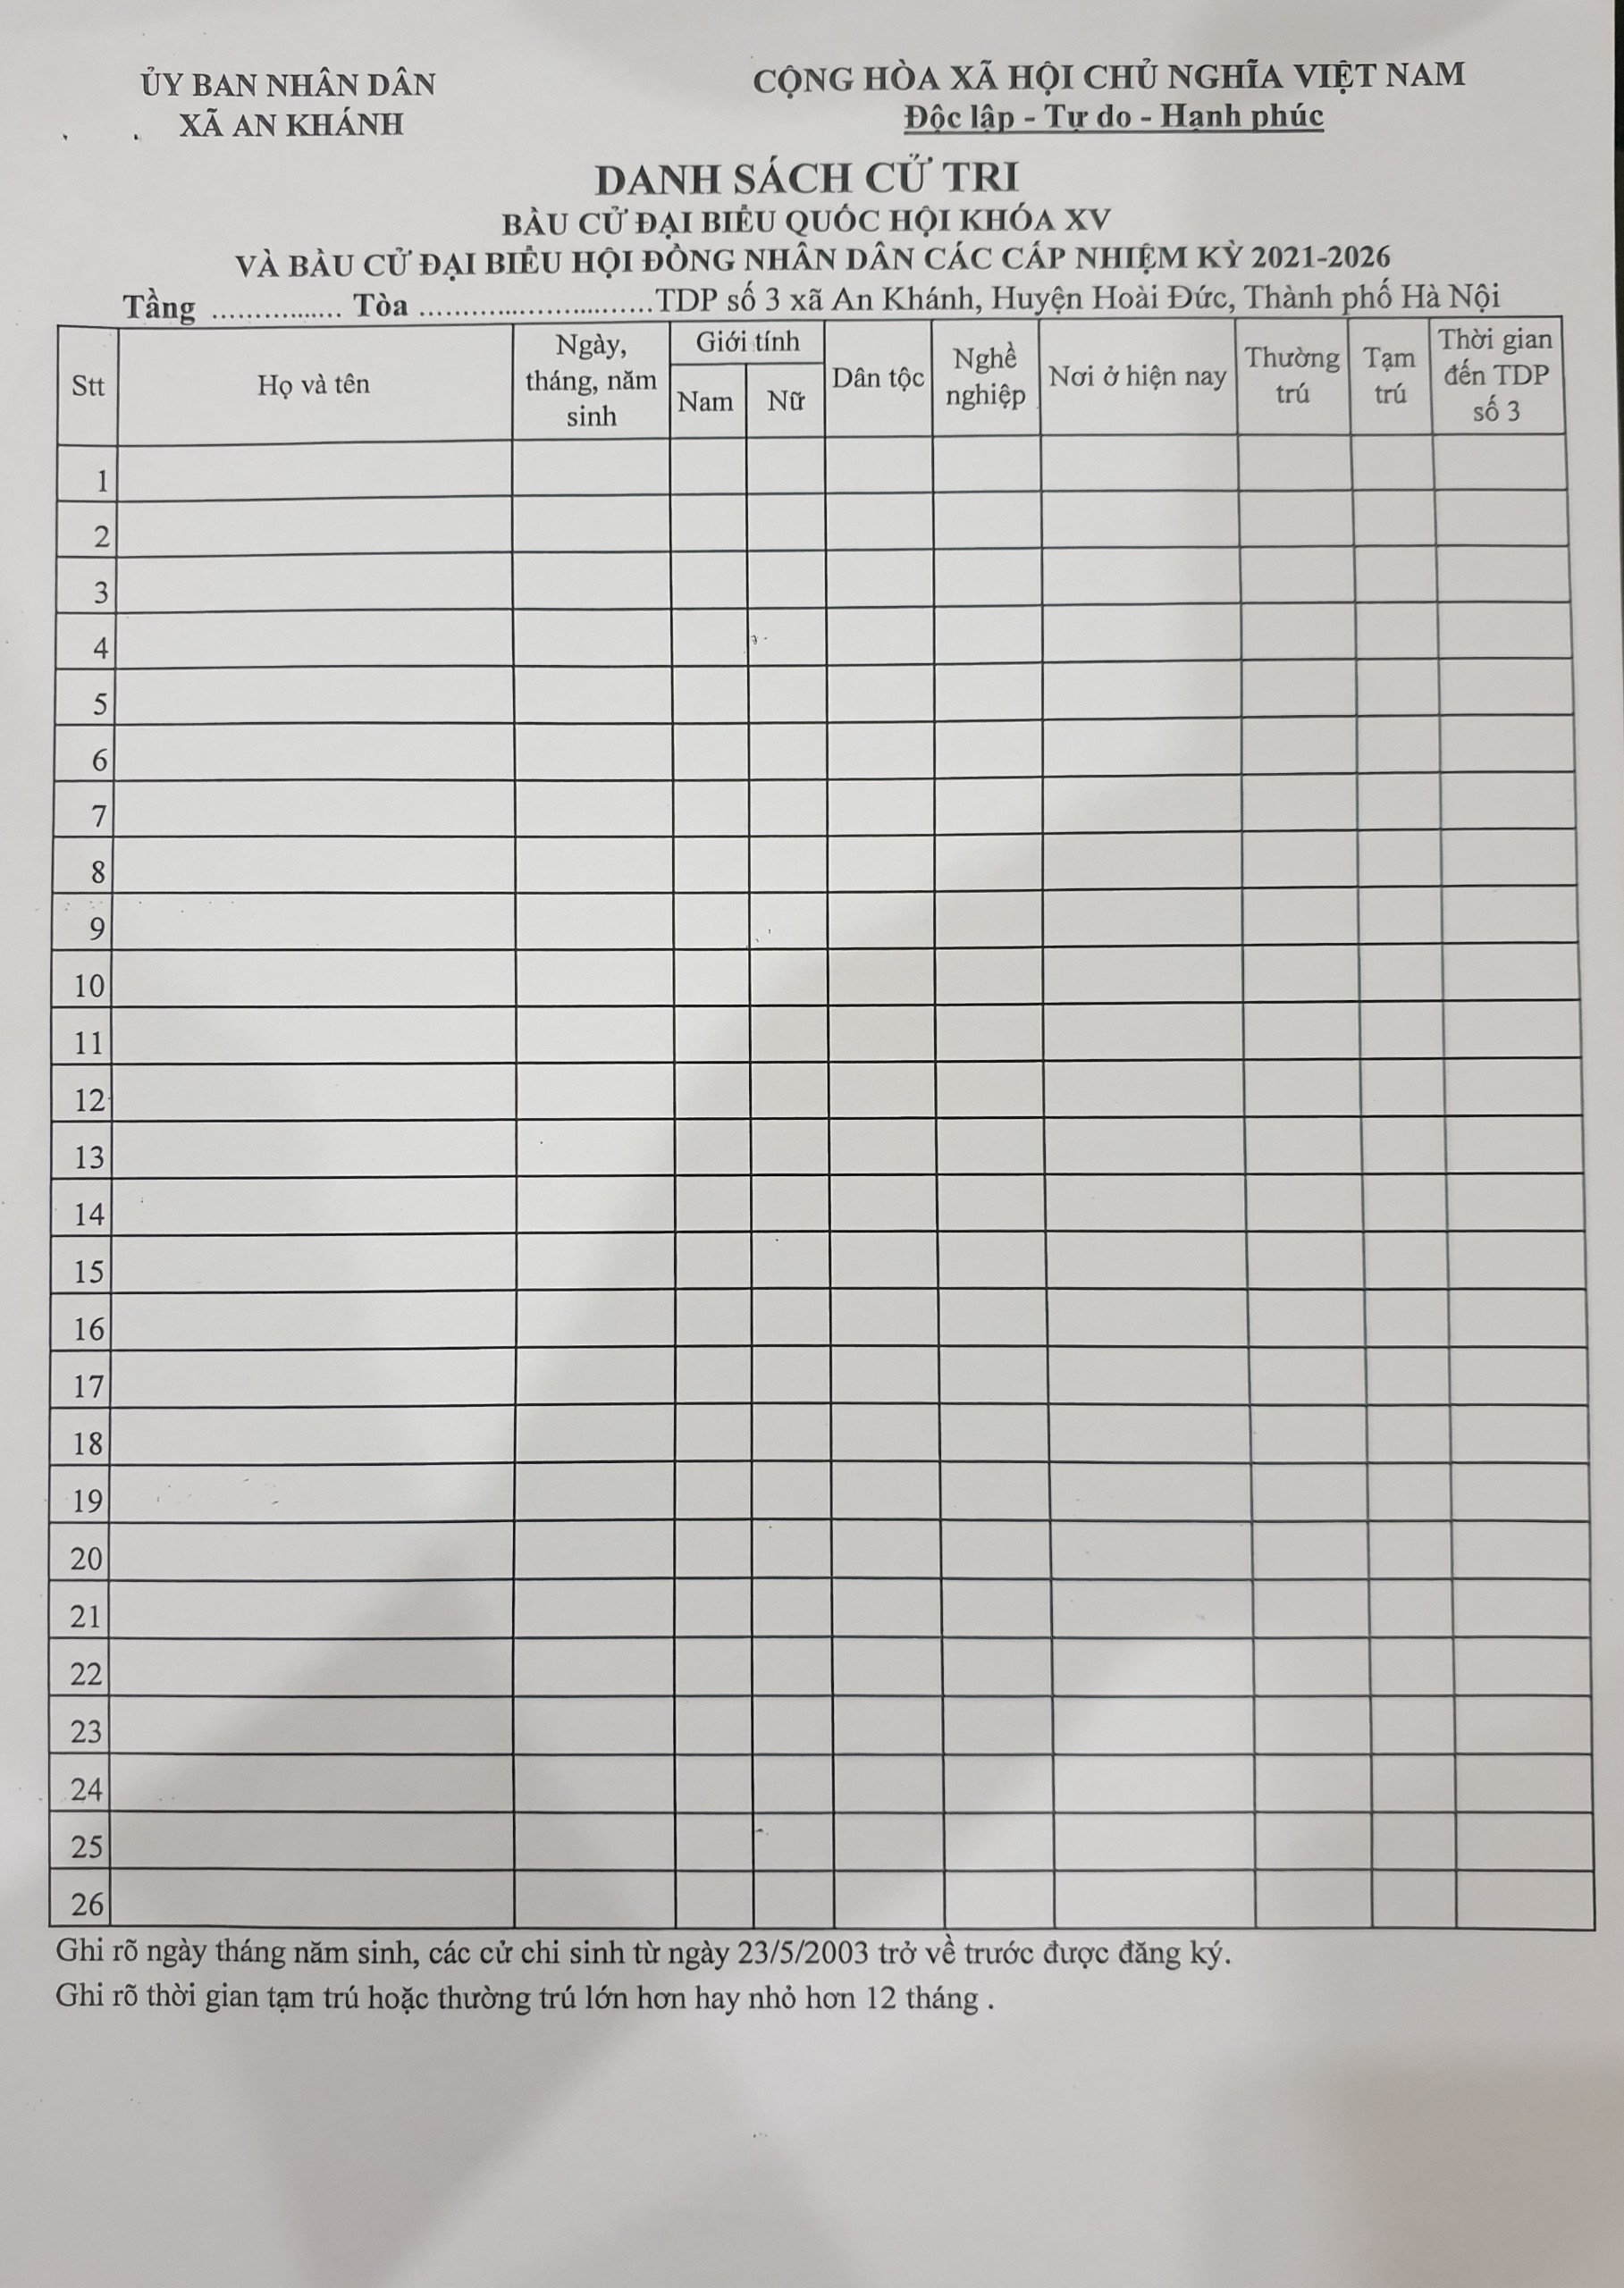 ỦY BAN NHÂN DÂN
XÃ AN KHÁNH
CỘNG HÒA XÃ HỘI CHỦ NGHĨA VIỆT NAM
Độc lập - Tự do - Hạnh phúc
DANH SÁCH CỬ TRI
BẦU CỬ ĐẠI BIỂU QUỐC HỘI KHÓA XV
VÀ BẦU CỬ ĐẠI BIỂU HỘI ĐỒNG NHÂN DÂN CÁC CẤP NHIỆM KỲ 2021-2026
Tầng ................ Tòa .............................TDP số 3 xã An Khánh, Huyện Hoài Đức, Thành phố Hà Nội
Stt
Họ và tên
Ngày,
tháng, năm
sinh
Giới tính
Nam
Nữ
Dân tộc
Nghề
nghiệp
Nơi ở hiện nay
Thường
trú
Tạm
trú
Thời gian
đến TDP
số 3
1
2
3
4
5
6
7
8
9
10
11
12
13
14
15
16
17
18
19
20
21
22
23
24
25
26
Ghi rõ ngày tháng năm sinh, các cử chi sinh từ ngày 23/5/2003 trở về trước được đăng ký.
Ghi rõ thời gian tạm trú hoặc thường trú lớn hơn hay nhỏ hơn 12 tháng .